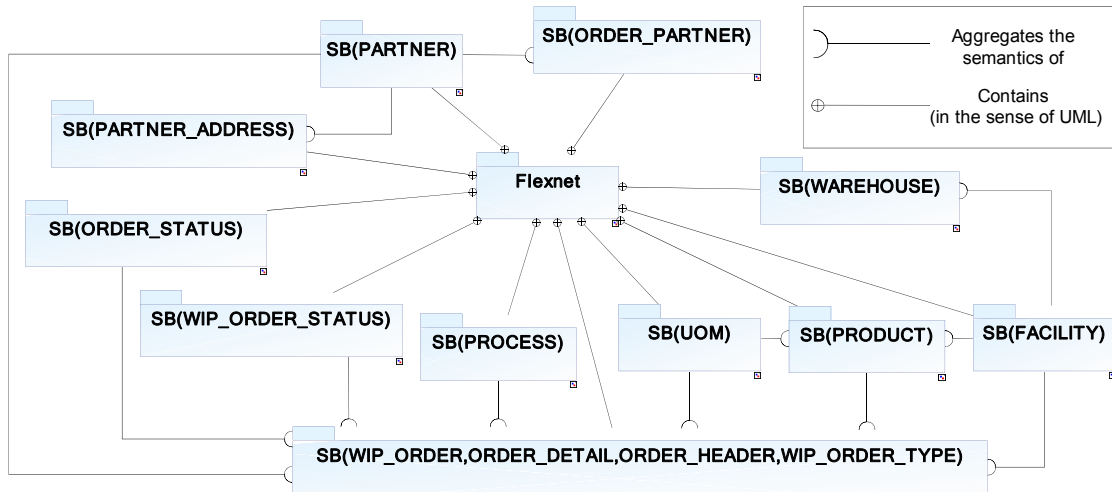 SB(PARTNER)
SB(ORDER_PARTNER)
Aggregates the
semantics of
Contains
(in the sense of UML)
SB(PARTNER_ADDRESS)
Flexnet
SB(WAREHOUSE)
SB(ORDER_STATUS)
SB(WIP_ORDER_STATUS)
SB(PROCESS)
SB(UOM)
SB(PRODUCT)
SB(FACILITY)
SB(WIP_ORDER,ORDER_DETAIL,ORDER_HEADER,WIP_ORDER_TYPE)